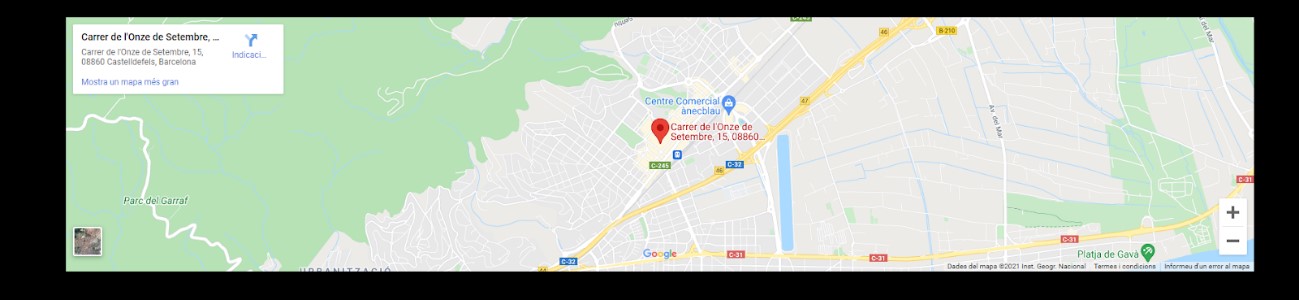 Carrer de l'Onze de Setembre, ...
Carrer de l'Onze de Setembre, 15,
08860 Castelldefels, Barcelona
Indicaci...
Mostra un mapa més gran
C-245
46
B-210
47
Centre Comercial
ànecblau
Carrer de l'Onze de
Setembre, 15, 08860...
Av. del Mar
C-245
46
C-32
C-31
Parc del Garraf
C-31
Google
C-31
C-31
Platja de Gavà
44
C-32
URBANITZACIÓ
Dades del mapa ©2021 Inst. Geogr. Nacional
Termes i condicions
Informeu d'un error al mapa